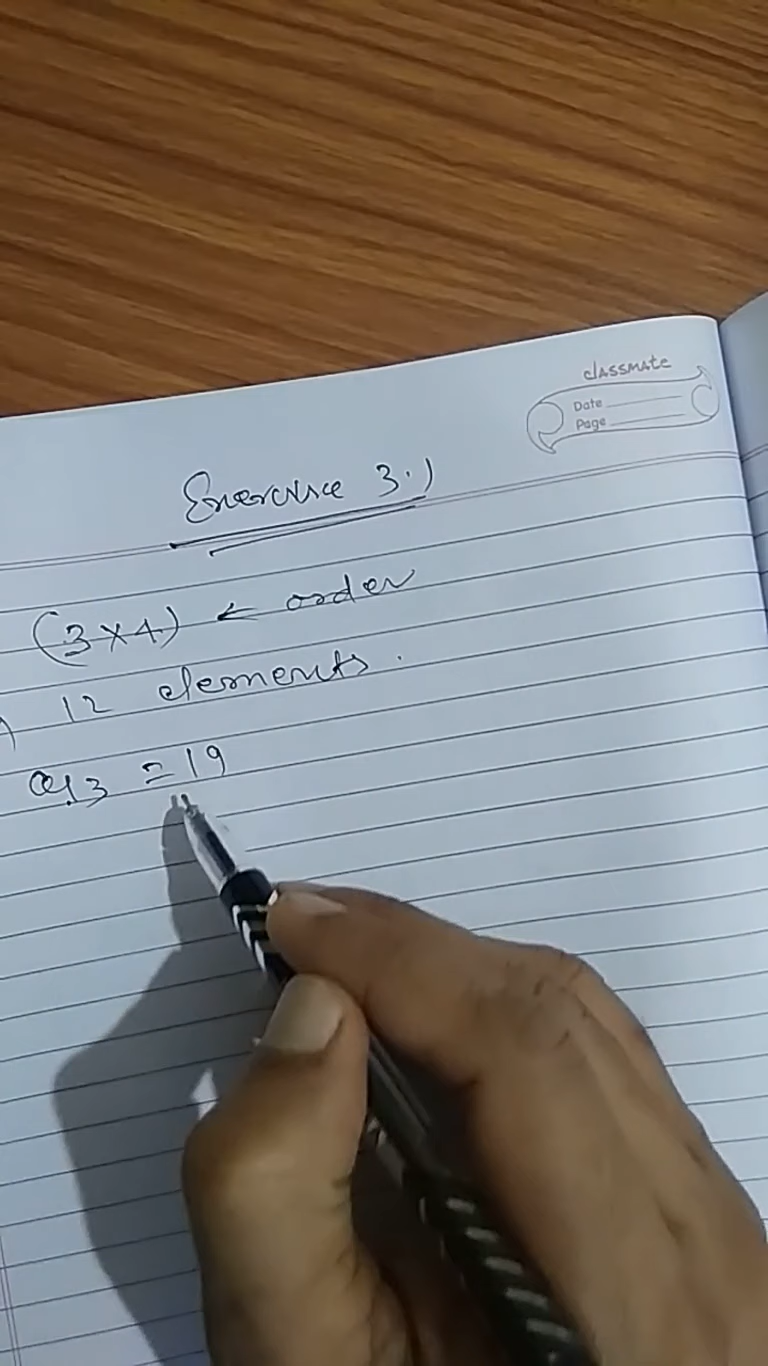 classmate
Date
Page
Exercise 3.1
(3×4) ← order
12 elements.
a13 = 19